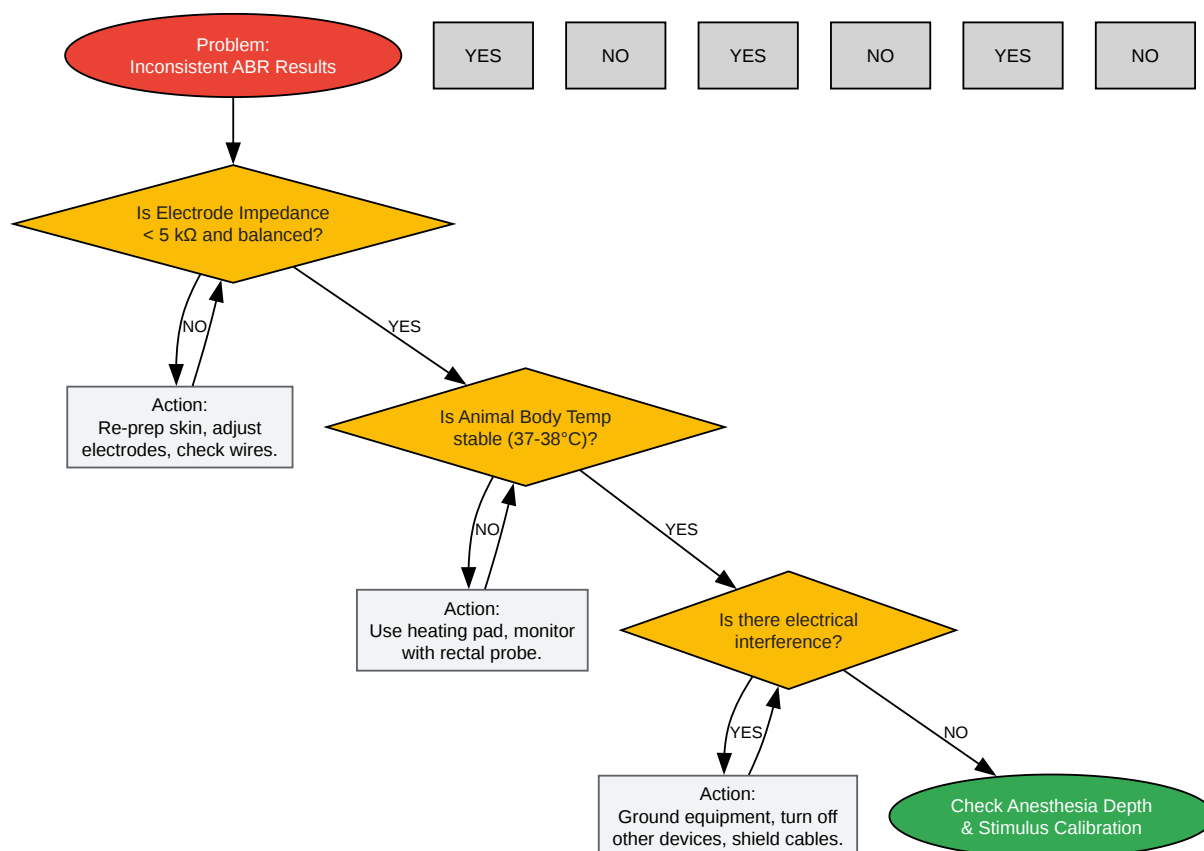 Problem:
Inconsistent ABR Results
YES
NO
YES
NO
YES
NO
Is Electrode Impedance
< 5 kΩ and balanced?
NO
YES
Action:
Re-prep skin, adjust
electrodes, check wires.
Is Animal Body Temp
stable (37-38°C)?
NO
YES
Action:
Use heating pad, monitor
with rectal probe.
Is there electrical
interference?
YES
NO
Action:
Ground equipment, turn off
other devices, shield cables.
Check Anesthesia Depth
& Stimulus Calibration